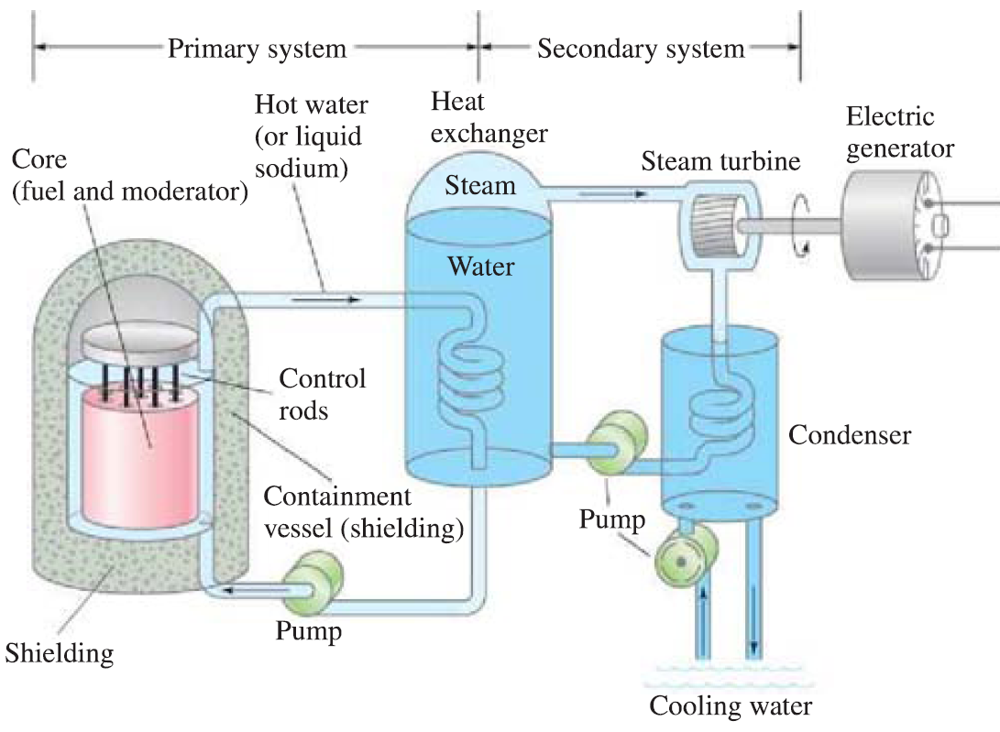 Primary system
Secondary system
Hot water
(or liquid
sodium)
Heat
exchanger
Electric
generator
Core
(fuel and moderator)
Steam turbine
Steam
Water
Control
rods
Condenser
Containment
vessel (shielding)
Pump
Pump
Shielding
Cooling water